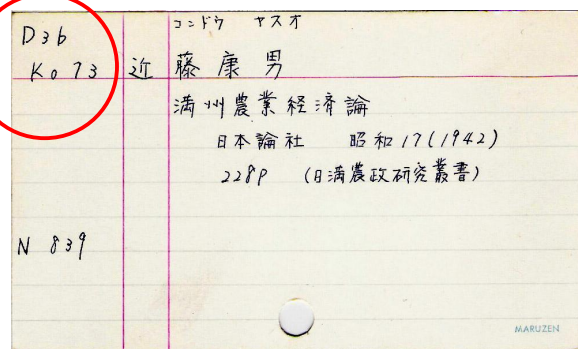 コンドウ ヤスオ
D36
Ko73 近藤康男
満州農業経済論
日本論社 昭和17(1942)
228P (日満農政研究叢書)
N 839
MARUZEN